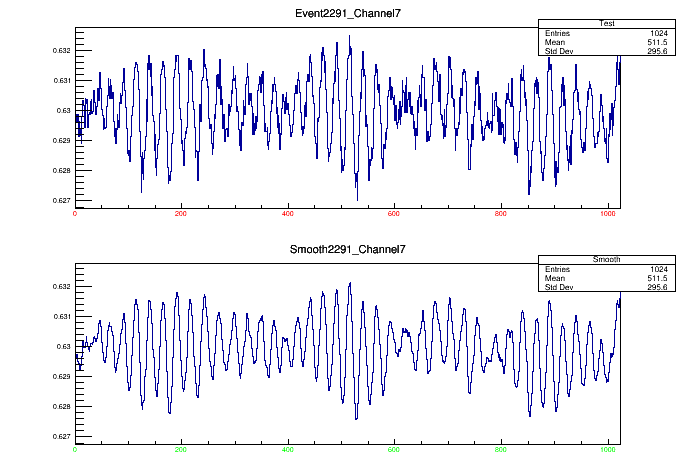 Event2291_Channel7
Test
Entries 1024
Mean 511.5
Std Dev 295.6
0.632
0.631
0.63
0.629
0.628
0.627
0 200 400 600 800 1000
Smooth2291_Channel7
Smooth
Entries 1024
Mean 511.5
Std Dev 295.6
0.632
0.631
0.63
0.629
0.628
0.627
0 200 400 600 800 1000